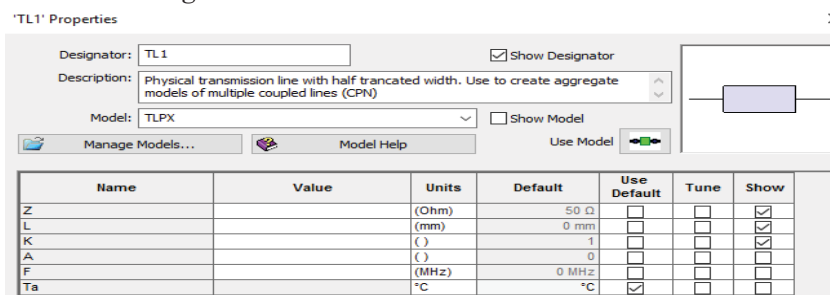 'TL1' Properties
Designator: TL1 Show Designator
Description: Physical transmission line with half trancated width. Use to create aggregate
models of multiple coupled lines (CPN)
Model: TLPX Show Model
Manage Models... Model Help Use Model
Name Value Units Default Use Default Tune Show
Z (Ohm) 50 Ω
L (mm) 0 mm
K ( ) 1
A ( ) 0
F (MHz) 0 MHz
Ta °C °C